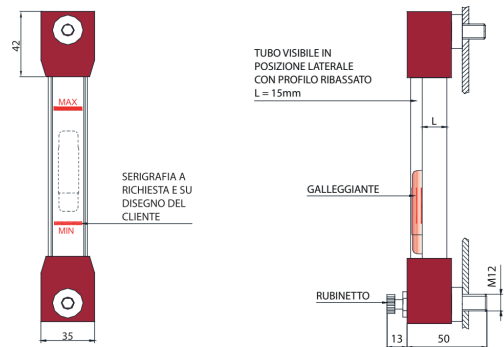 42
MAX
MIN
SERIGRAFIA A
RICHIESTA E SU
DISEGNO DEL
CLIENTE
35
TUBO VISIBILE IN
POSIZIONE LATERALE
CON PROFILO RIBASSATO
L = 15mm
L
GALLEGGIANTE
RUBINETTO
M12
13
50